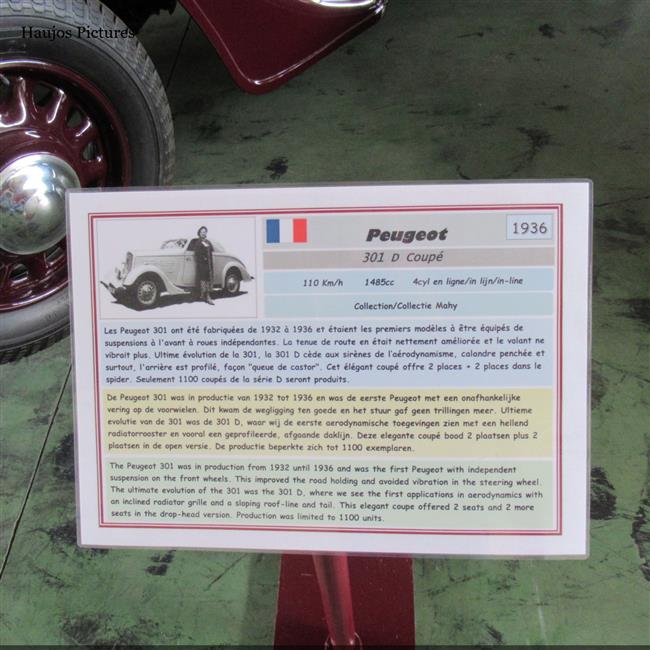 Haujos Pictures
Peugeot
1936
301 D Coupé
110 Km/h 1485cc 4cyl en ligne/in lijn/in-line
Collection/Collectie Mahy
Les Peugeot 301 ont été fabriquées de 1932 à 1936 et étaient les premiers modèles à être équipés de
suspensions à l'avant à roues indépendantes. La tenue de route en était nettement améliorée et le volant ne
vibrait plus. Ultime évolution de la 301, la 301 D cède aux sirènes de l'aérodynamisme, calandre penchée et
surtout, l'arrière est profilé, façon "queue de castor". Cet élégant coupé offre 2 places + 2 places dans le
spider. Seulement 1100 coupés de la série D seront produits.
De Peugeot 301 was in productie van 1932 tot 1936 en was de eerste Peugeot met een onafhankelijke
vering op de voorwielen. Dit kwam de wegligging ten goede en het stuur gaf geen trillingen meer. Ultieme
evolutie van de 301 was de 301 D, waar wij de eerste aerodynamische toegevingen zien met een hellend
radiatorrooster en vooral een geprofileerde, afgaande daklijn. Deze elegante coupé bood 2 plaatsen plus 2
plaatsen in de open versie. De productie beperkte zich tot 1100 exemplaren.
The Peugeot 301 was in production from 1932 until 1936 and was the first Peugeot with independent
suspension on the front wheels. This improved the road holding and avoided vibration in the steering wheel.
The ultimate evolution of the 301 was the 301 D, where we see the first applications in aerodynamics with
an inclined radiator grille and a sloping roof-line and tail. This elegant coupe offered 2 seats and 2 more
seats in the drop-head version. Production was limited to 1100 units.